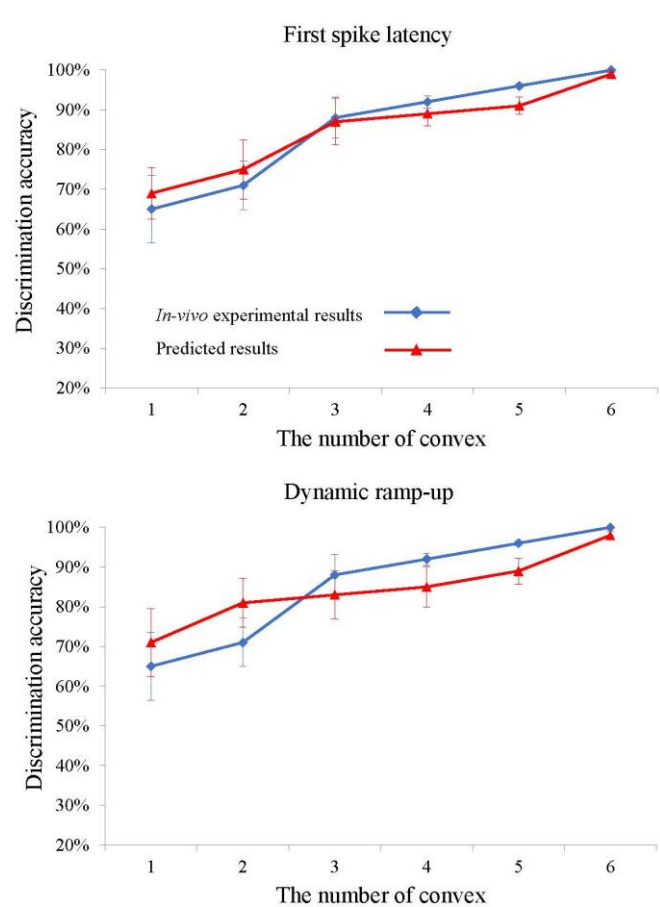 First spike latency
Discrimination accuracy
100%
90%
80%
70%
60%
50%
40%
30%
20%
In-vivo experimental results
Predicted results
1 2 3 4 5 6
The number of convex
Dynamic ramp-up
Discrimination accuracy
100%
90%
80%
70%
60%
50%
40%
30%
20%
1 2 3 4 5 6
The number of convex